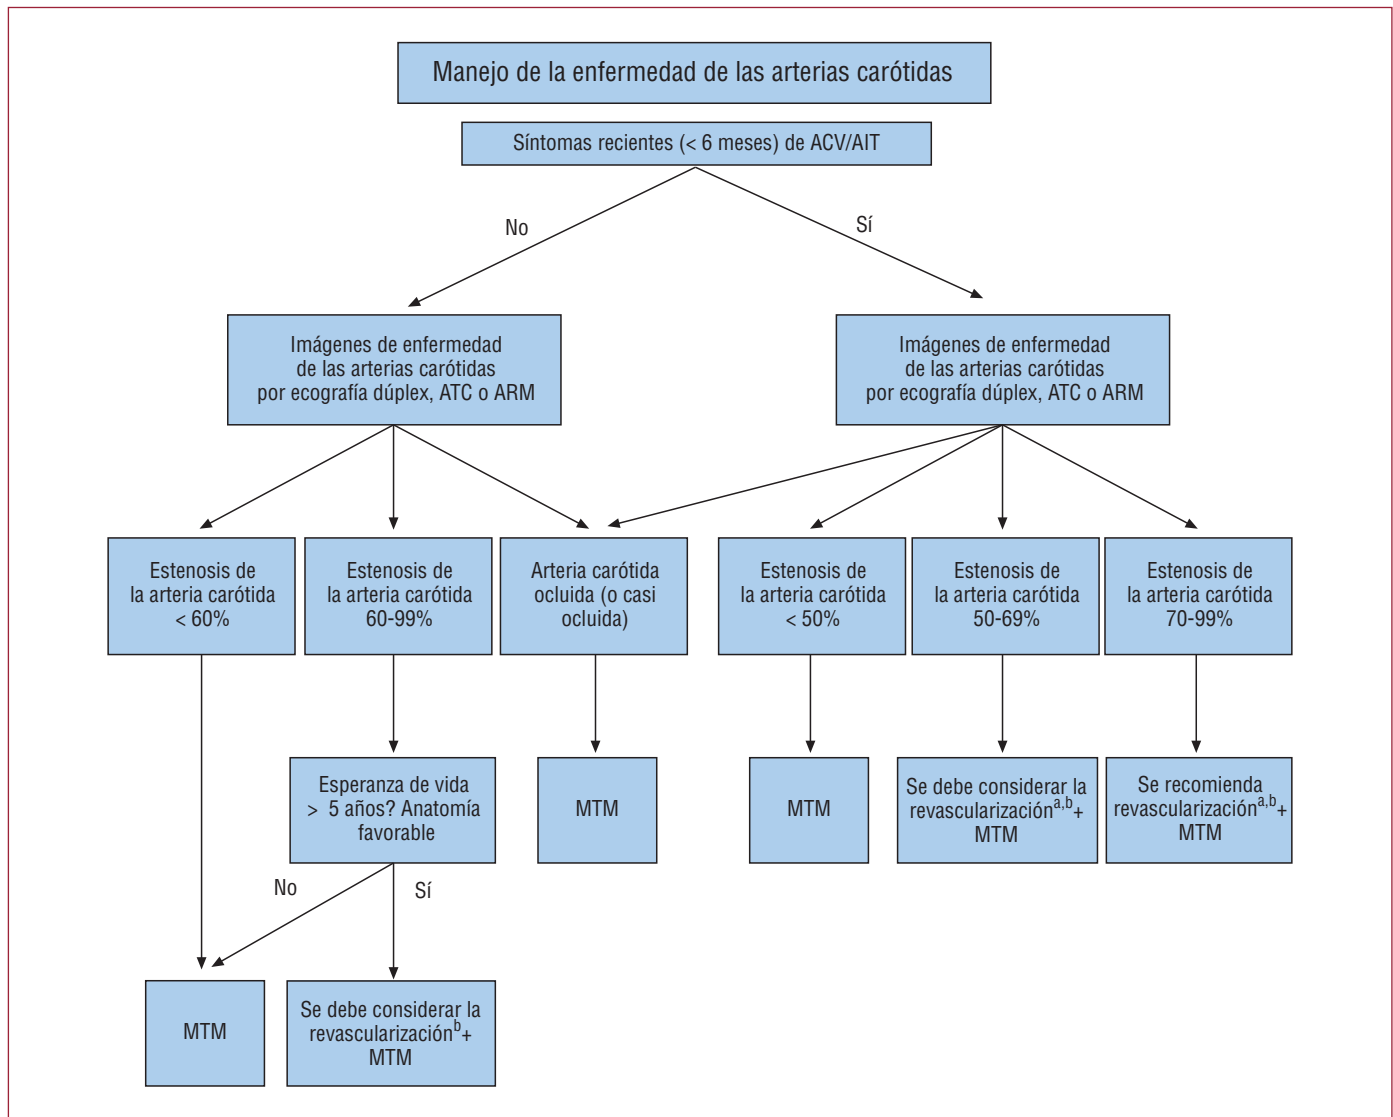 Manejo de la enfermedad de las arterias carótidas
Síntomas recientes (< 6 meses) de ACV/AIT
No
Sí
Imágenes de enfermedad
de las arterias carótidas
por ecografía dúplex, ATC o ARM
Imágenes de enfermedad
de las arterias carótidas
por ecografía dúplex, ATC o ARM
Estenosis de
la arteria carótida
< 60%
Estenosis de
la arteria carótida
60-99%
Arteria carótida
ocluida (o casi
ocluida)
Estenosis de
la arteria carótida
< 50%
Estenosis de
la arteria carótida
50-69%
Estenosis de
la arteria carótida
70-99%
Esperanza de vida
> 5 años? Anatomía
favorable
MTM
MTM
Se debe considerar la
revascularización^a,b+
MTM
Se recomienda
revascularización^a,b+
MTM
No
Sí
MTM
Se debe considerar la
revascularización^b+
MTM